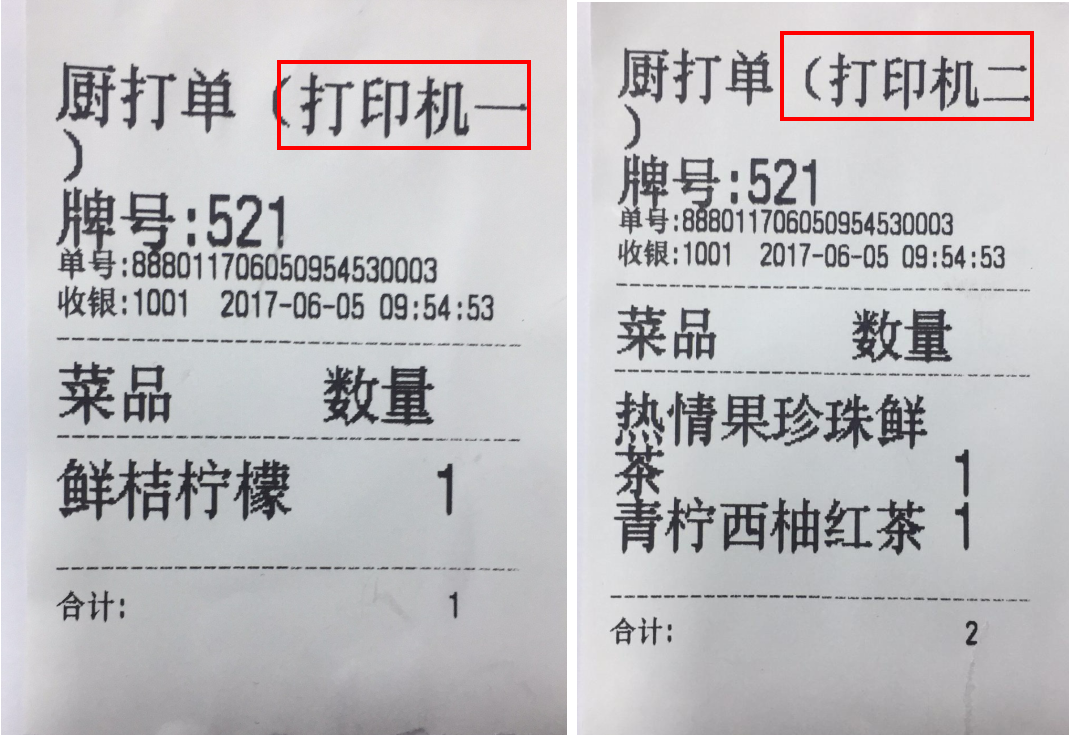 厨打单（打印机一
）
牌号:521
单号:888011706050954530003
收银:1001 2017-06-05 09:54:53
菜品 数量
鲜桔柠檬 1
合计: 1
厨打单（打印机二
）
牌号:521
单号:888011706050954530003
收银:1001 2017-06-05 09:54:53
菜品 数量
热情果珍珠鲜
茶 1
青柠西柚红茶 1
合计: 2